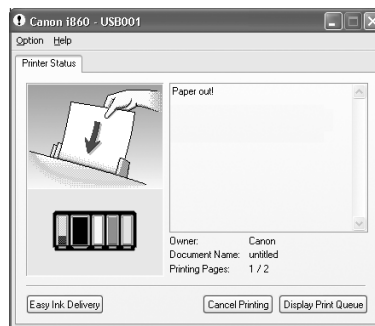 Canon i860 - USB001
Option Help
Printer Status
Paper out!
Owner: Canon
Document Name: untitled
Printing Pages: 1 / 2
Easy Ink Delivery
Cancel Printing
Display Print Queue